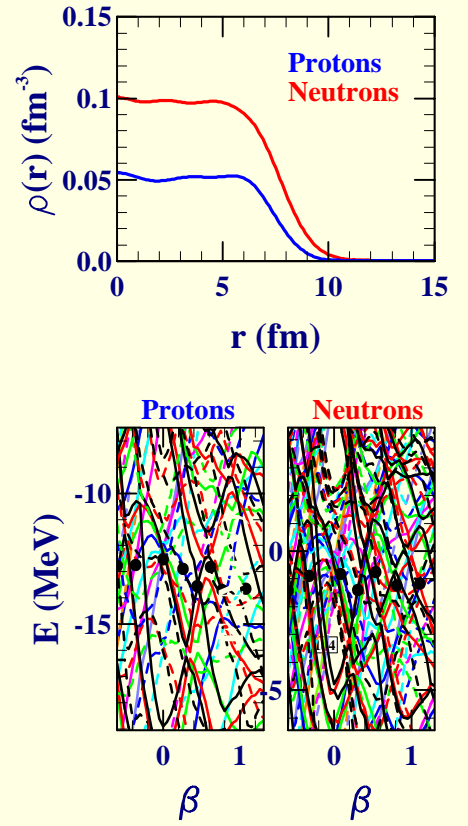 0.15
Protons
Neutrons
0.1
ρ(r) (fm⁻³)
0.05
0.0
0 5 10 15
r (fm)
Protons Neutrons
-10
0
E (MeV)
-15
-5
0 1 0 1
β β